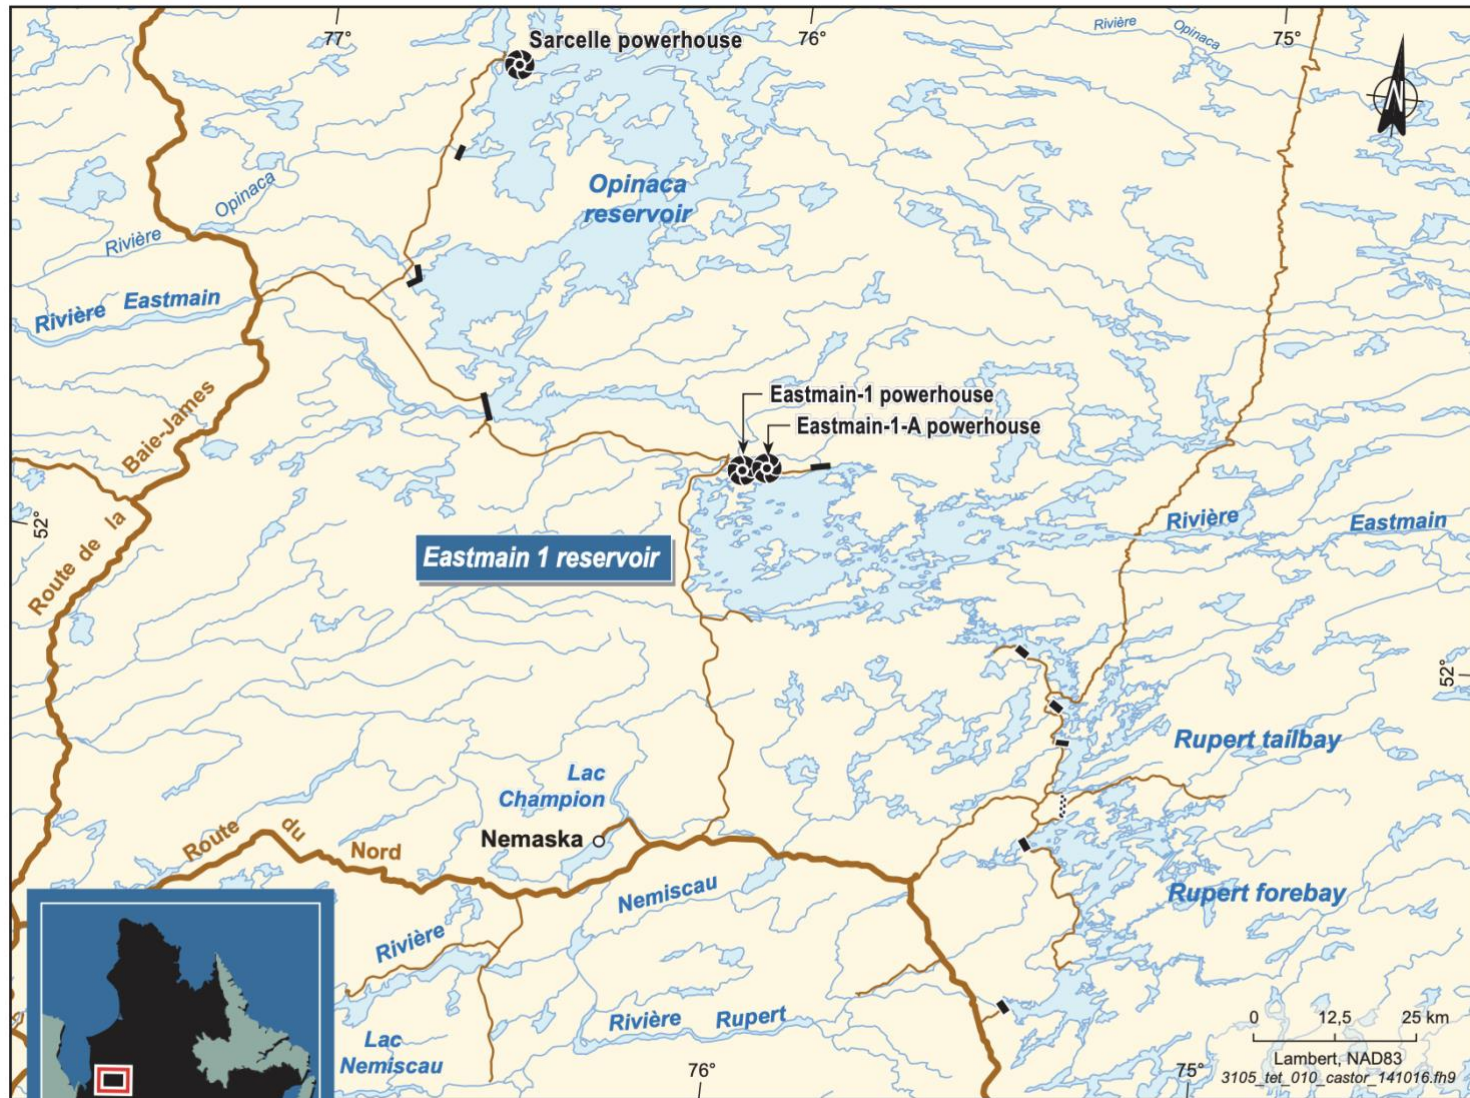 77°
76°
75°
Rivière Opinaca
Sarcelle powerhouse
N
Opinaca
reservoir
Rivière Opinaca
Rivière Eastmain
Eastmain-1 powerhouse
Eastmain-1-A powerhouse
Route de la Baie-James
52°
Rivière Eastmain
Eastmain 1 reservoir
52°
Rupert tailbay
Lac
Champion
Nemaska
Route du Nord
Rupert forebay
Rivière Nemiscau
Rivière Rupert
Lac
Nemiscau
0 12,5 25 km
Lambert, NAD83
3105_tet_010_castor_141016.fh9
76°
75°